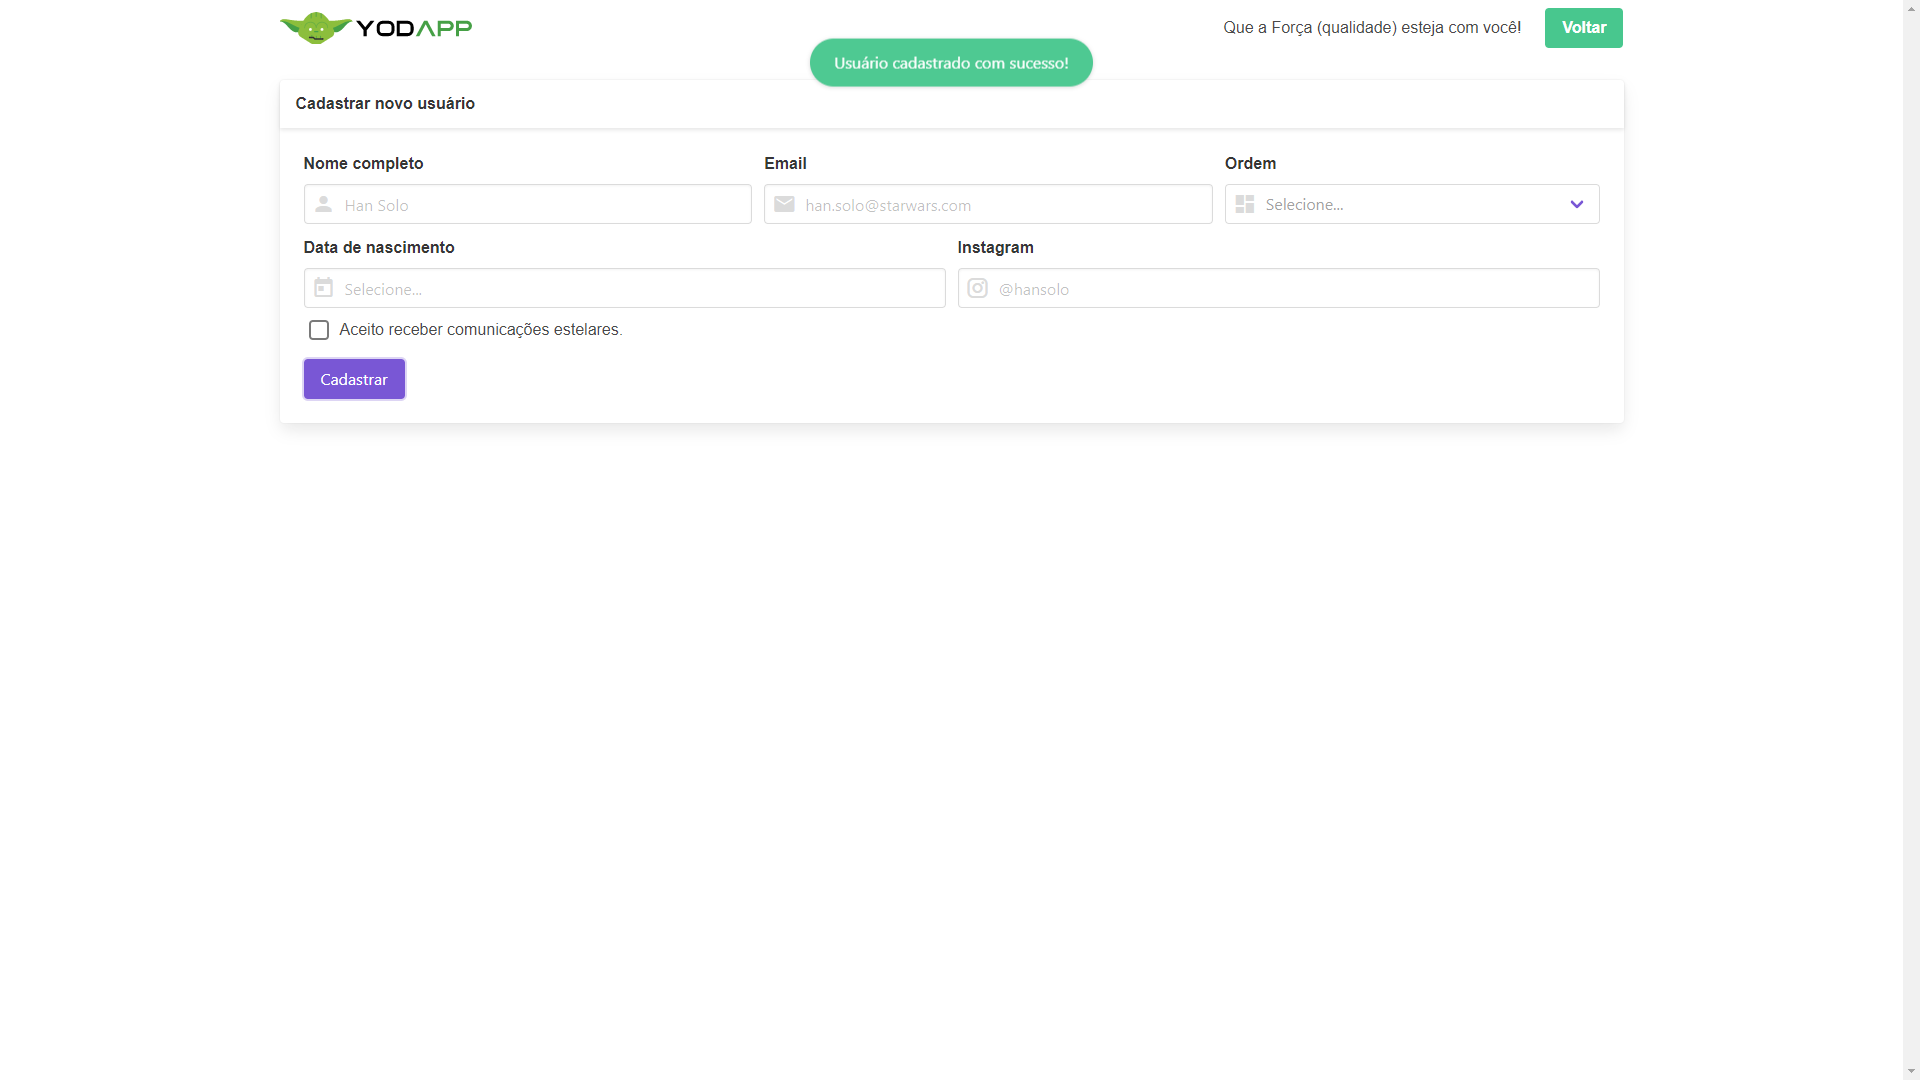 YODAPP
Que a Força (qualidade) esteja com você!
Voltar
Usuário cadastrado com sucesso!
Cadastrar novo usuário
Nome completo
Email
Ordem
Han Solo
han.solo@starwars.com
Selecione...
Data de nascimento
Instagram
Selecione...
@hansolo
Aceito receber comunicações estelares.
Cadastrar